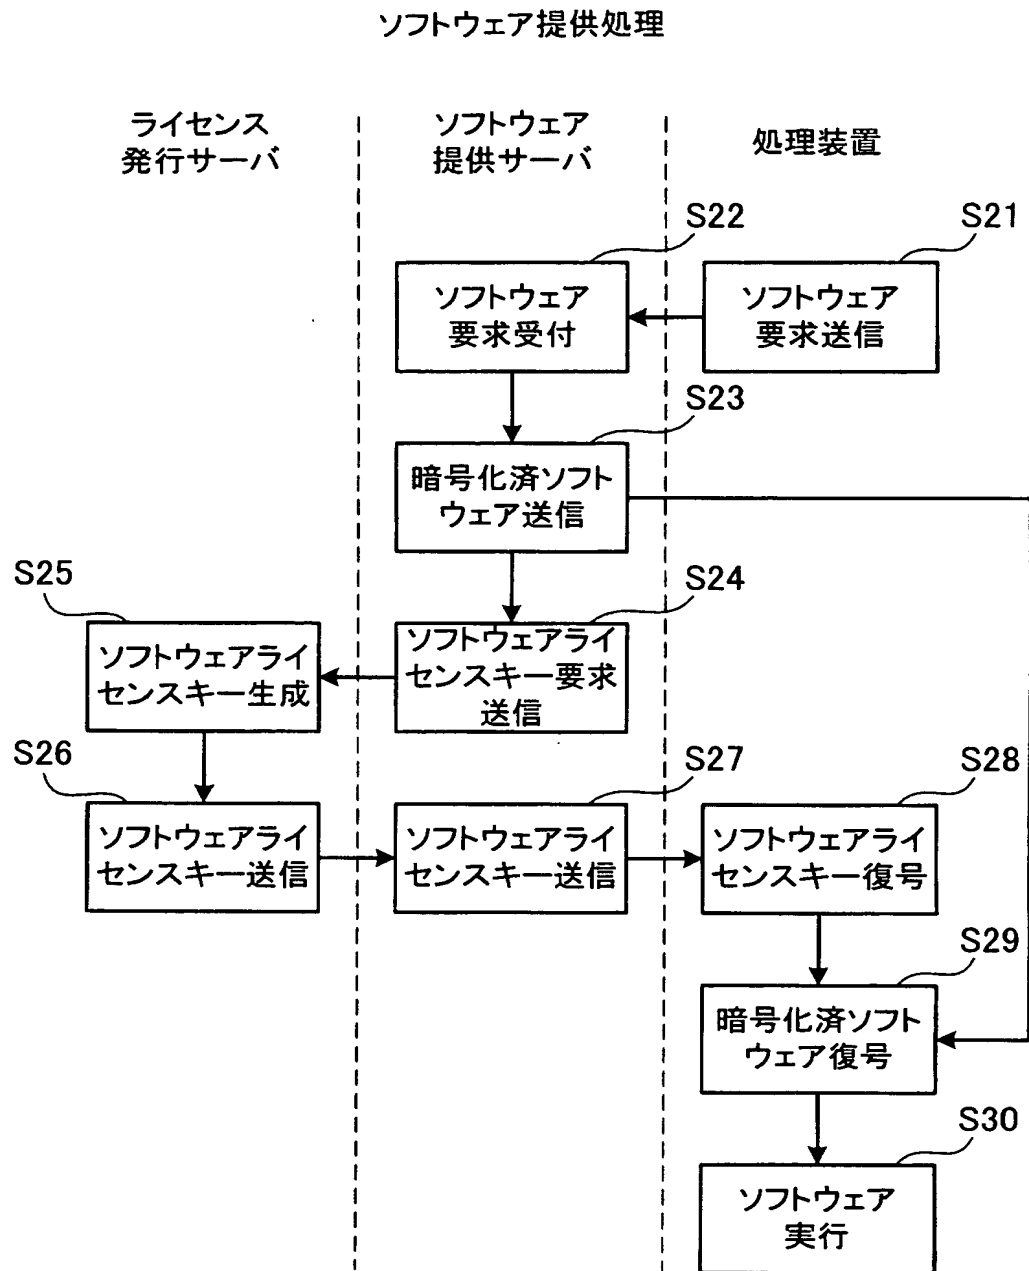 ソフトウェア提供処理
ライセンス
発行サーバ
ソフトウェア
提供サーバ
処理装置
S22
S21
ソフトウェア
要求受付
ソフトウェア
要求送信
S23
暗号化済ソフト
ウェア送信
S25
S24
ソフトウェアライ
センスキー生成
ソフトウェアライ
センスキー要求
送信
S26
S27
S28
ソフトウェアライ
センスキー送信
ソフトウェアライ
センスキー送信
ソフトウェアライ
センスキー復号
S29
暗号化済ソフト
ウェア復号
S30
ソフトウェア
実行